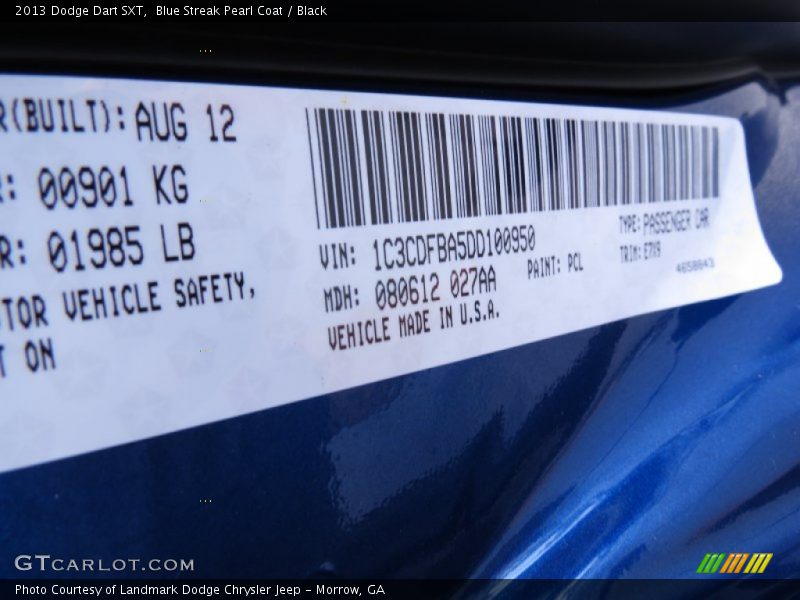 2013 Dodge Dart SXT,  Blue Streak Pearl Coat / Black
R(BUILT): AUG 12
R: 00901 KG
R: 01985 LB
TOR VEHICLE SAFETY,
T ON
VIN: 1C3CDFBA5DD100950
TYPE: PASSENGER CAR
MDH: 080612 027AA
PAINT: PCL
TRIM: E7X9
VEHICLE MADE IN U.S.A.
4658843
GTCARLOT.COM
Photo Courtesy of Landmark Dodge Chrysler Jeep - Morrow, GA